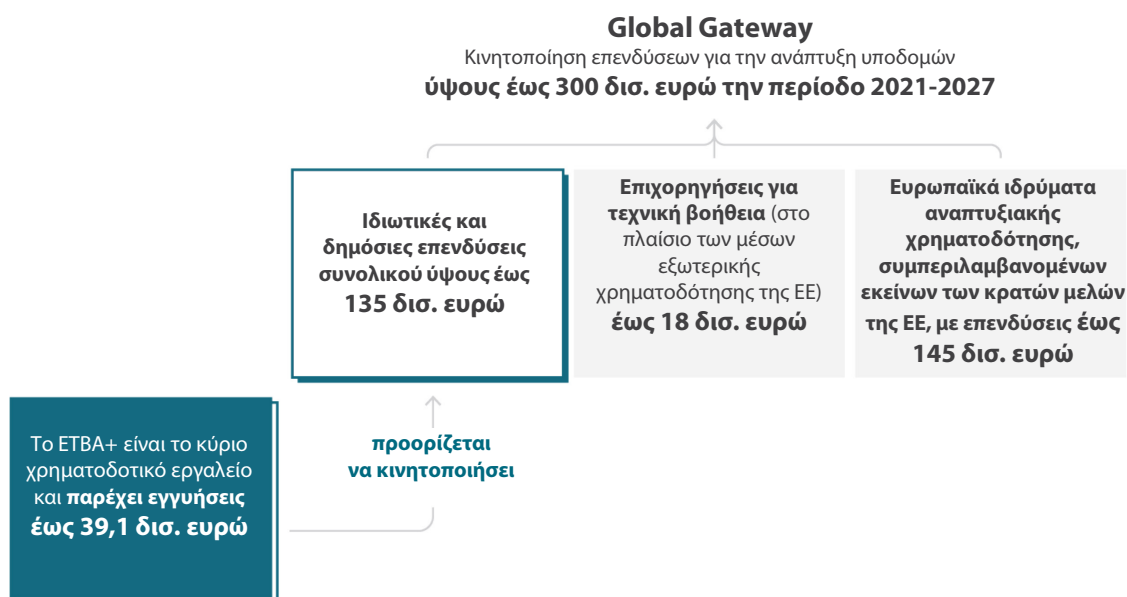 Global Gateway
Κινητοποίηση επενδύσεων για την ανάπτυξη υποδομών
ύψους έως 300 δισ. ευρώ την περίοδο 2021-2027
Ιδιωτικές και
δημόσιες επενδύσεις
συνολικού ύψους έως
135 δισ. ευρώ
Επιχορηγήσεις για
τεχνική βοήθεια (στο
πλαίσιο των μέσων
εξωτερικής
χρηματοδότησης της ΕΕ)
έως 18 δισ. ευρώ
Ευρωπαϊκά ιδρύματα
αναπτυξιακής
χρηματοδότησης,
συμπεριλαμβανομένων
εκείνων των κρατών μελών
της ΕΕ, με επενδύσεις έως
145 δισ. ευρώ
Το ΕΤΒΑ+ είναι το κύριο
χρηματοδοτικό εργαλείο
και παρέχει εγγυήσεις
έως 39,1 δισ. ευρώ
προορίζεται
να κινητοποιήσει